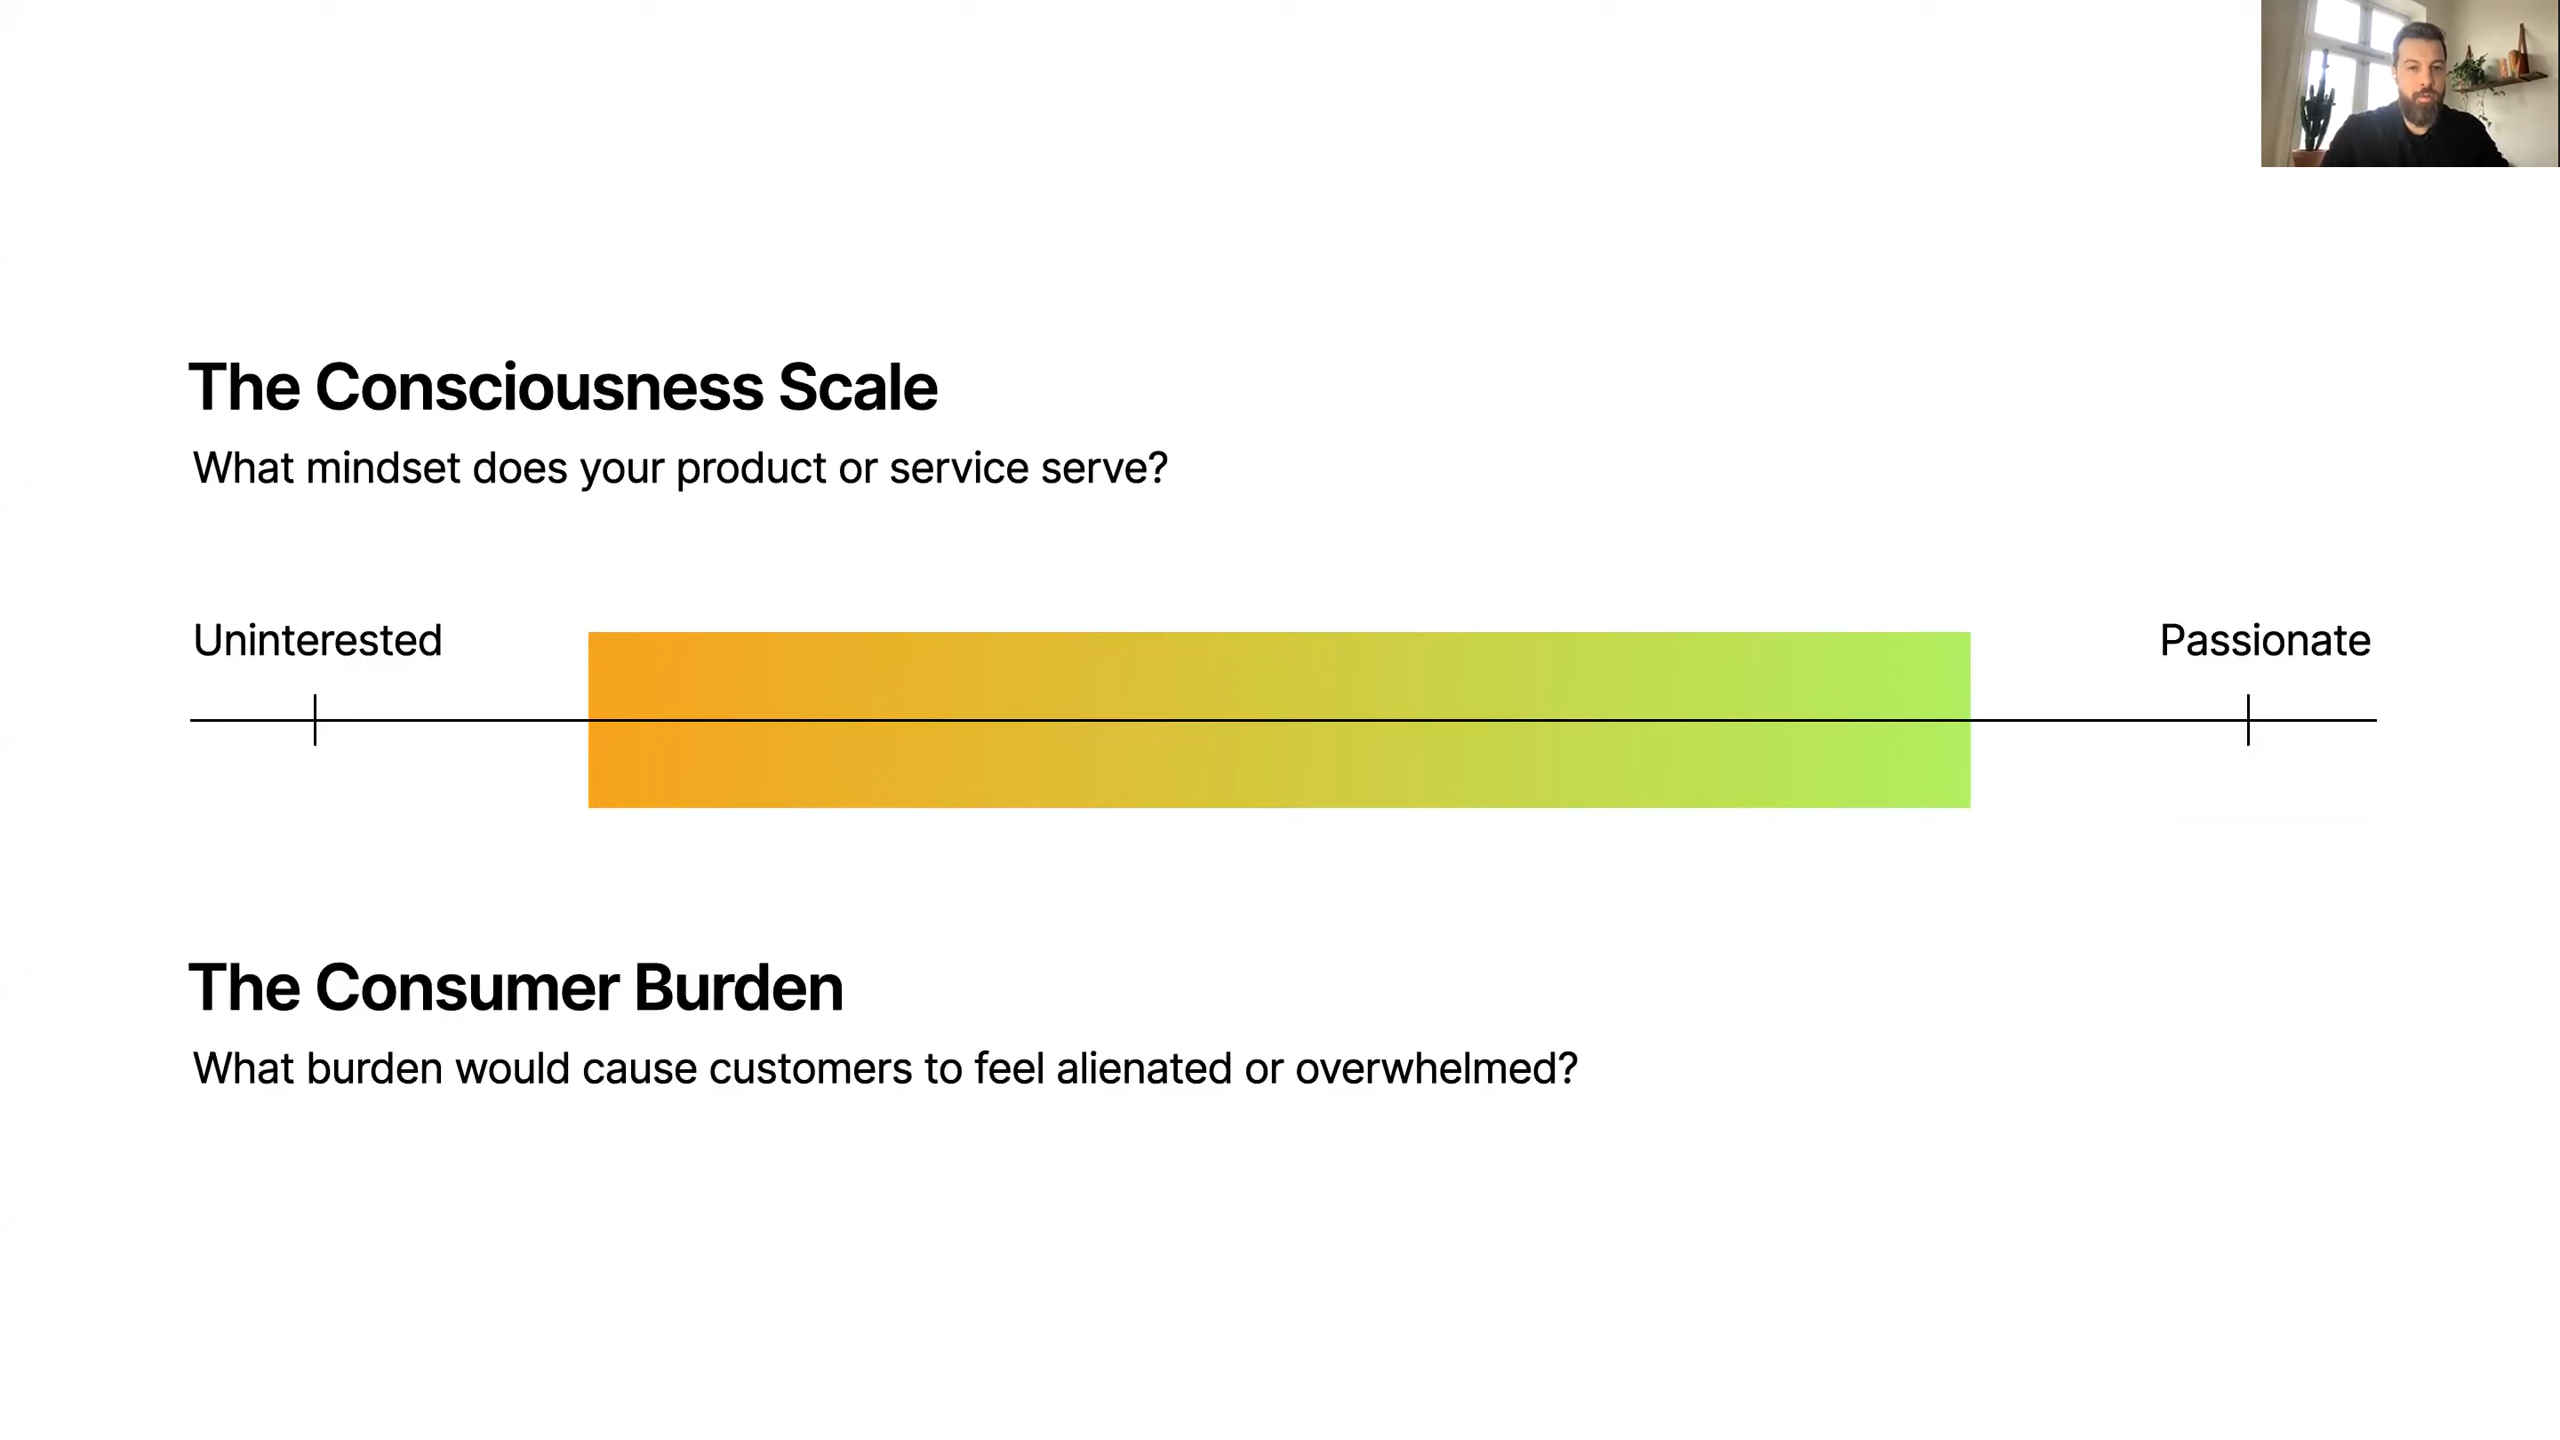 The Consciousness Scale
What mindset does your product or service serve?
Uninterested
Passionate
The Consumer Burden
What burden would cause customers to feel alienated or overwhelmed?